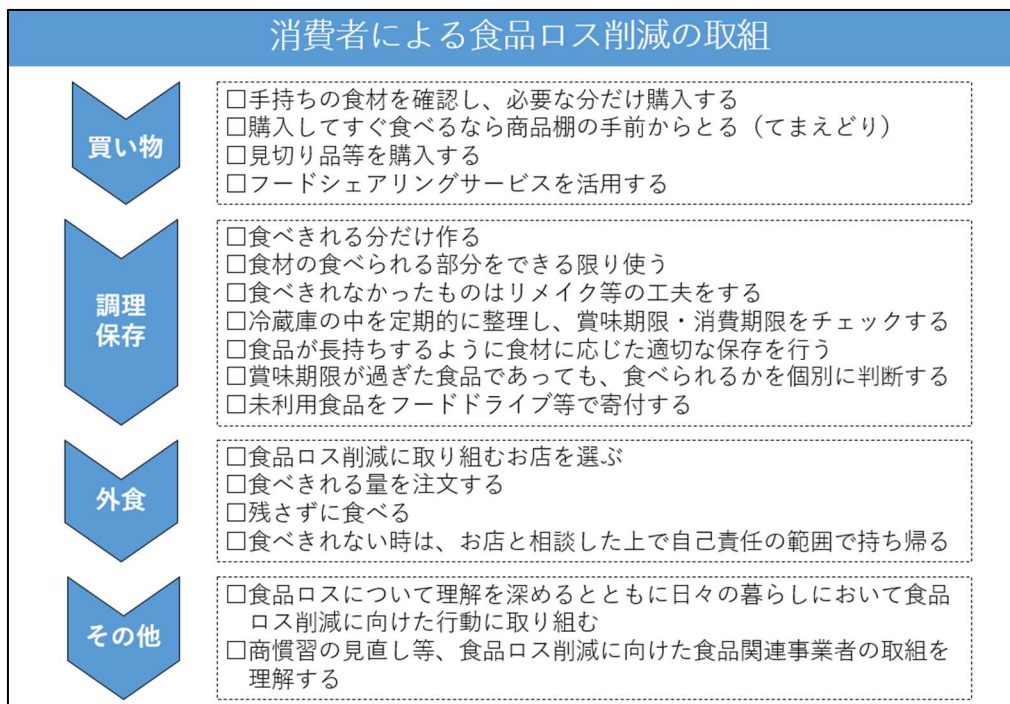 消費者による食品ロス削減の取組
買い物
□手持ちの食材を確認し、必要な分だけ購入する
□購入してすぐ食べるなら商品棚の手前からとる（てまえどり）
□見切り品等を購入する
□フードシェアリングサービスを活用する
調理
保存
□食べきれる分だけ作る
□食材の食べられる部分をできる限り使う
□食べきれなかったものはリメイク等の工夫をする
□冷蔵庫の中を定期的に整理し、賞味期限・消費期限をチェックする
□食品が長持ちするように食材に応じた適切な保存を行う
□賞味期限が過ぎた食品であっても、食べられるかを個別に判断する
□未利用食品をフードドライブ等で寄付する
外食
□食品ロス削減に取り組むお店を選ぶ
□食べきれる量を注文する
□残さずに食べる
□食べきれない時は、お店と相談した上で自己責任の範囲で持ち帰る
その他
□食品ロスについて理解を深めるとともに日々の暮らしにおいて食品
ロス削減に向けた行動に取り組む
□商慣習の見直し等、食品ロス削減に向けた食品関連事業者の取組を
理解する